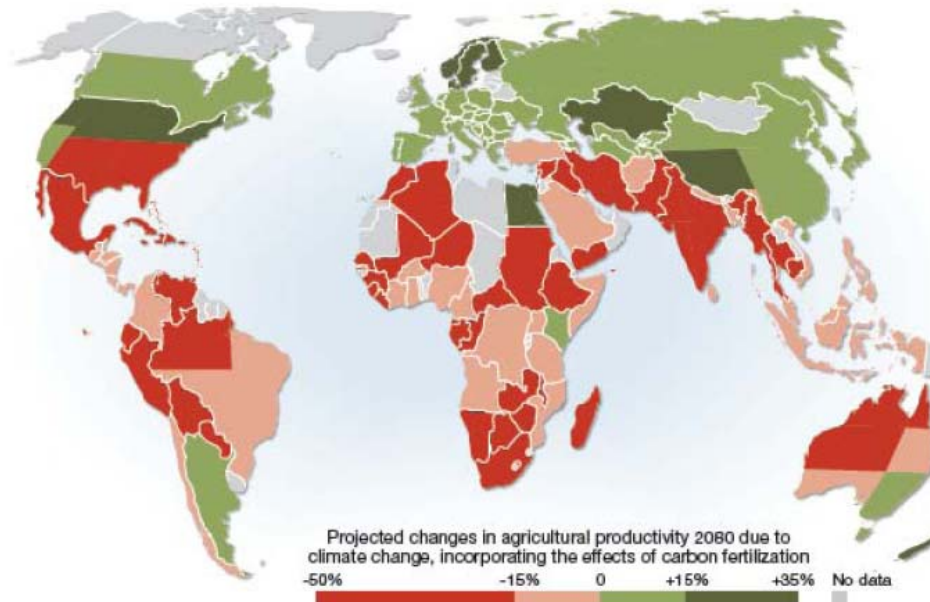 Projected changes in agricultural productivity 2080 due to
climate change, incorporating the effects of carbon fertilization
-50% -15% 0 +15% +35% No data